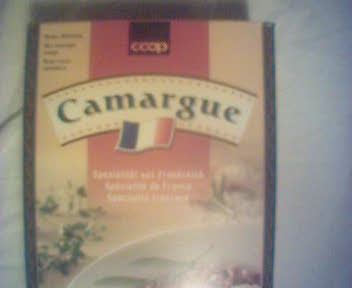 coop
Camargue
Spezialität aus Frankreich
Spécialité de France
Specialità francese